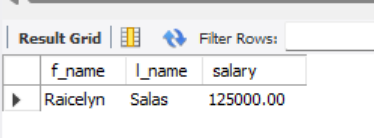 Result Grid Filter Rows:
f_name l_name salary
Raicelyn Salas 125000.00